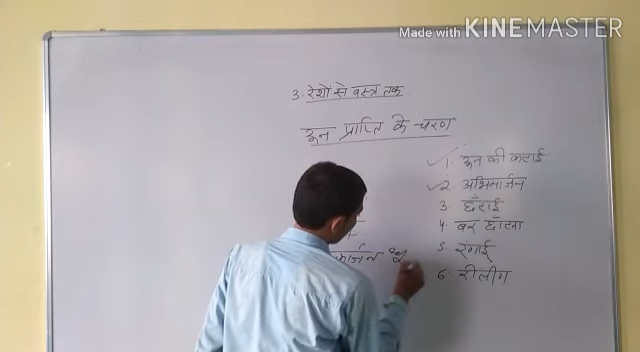 Made with KINEMASTER
3. रेशों से वस्त्र तक
ऊन प्राप्ति के चरण
1. ऊन की कटाई
2. अभिमार्जन
3. छँटाई
4. बर छाँटना
5. रंगाई
6. रीलींग